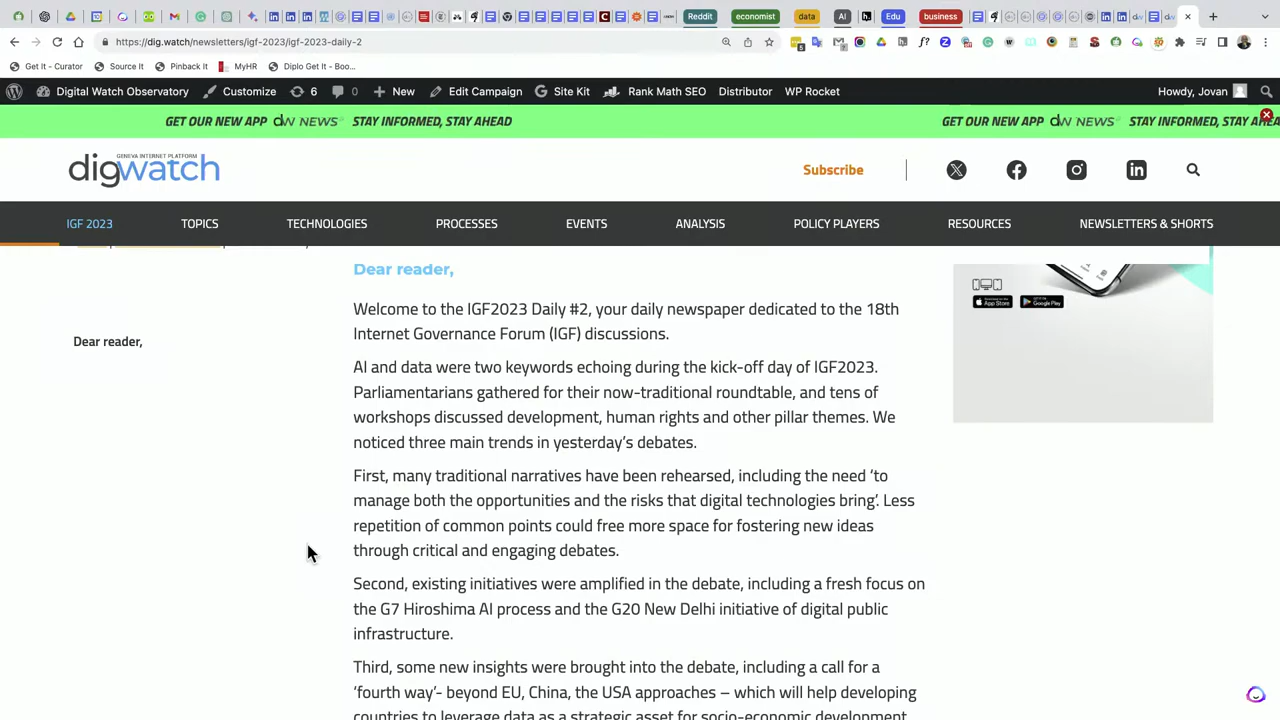 Reddit
economist
data
AI
Edu
business
https://dig.watch/newsletters/igf-2023/igf-2023-daily-2
Get It - Curator
Source It
Pinback It
MyHR
Diplo Get It - Boo...
Digital Watch Observatory
Customize
6
0
New
Edit Campaign
Site Kit
Rank Math SEO
Distributor
WP Rocket
Howdy, Jovan
GET OUR NEW APP DW NEWS STAY INFORMED, STAY AHEAD
GET OUR NEW APP DW NEWS STAY INFORMED, STAY AHEA
GENEVA INTERNET PLATFORM
digwatch
Subscribe
IGF 2023
TOPICS
TECHNOLOGIES
PROCESSES
EVENTS
ANALYSIS
POLICY PLAYERS
RESOURCES
NEWSLETTERS & SHORTS
Dear reader,
App Store
Google Play
Welcome to the IGF2023 Daily #2, your daily newspaper dedicated to the 18th
Internet Governance Forum (IGF) discussions.
Dear reader,
AI and data were two keywords echoing during the kick-off day of IGF2023.
Parliamentarians gathered for their now-traditional roundtable, and tens of
workshops discussed development, human rights and other pillar themes. We
noticed three main trends in yesterday’s debates.
First, many traditional narratives have been rehearsed, including the need ‘to
manage both the opportunities and the risks that digital technologies bring’. Less
repetition of common points could free more space for fostering new ideas
through critical and engaging debates.
Second, existing initiatives were amplified in the debate, including a fresh focus on
the G7 Hiroshima AI process and the G20 New Delhi initiative of digital public
infrastructure.
Third, some new insights were brought into the debate, including a call for a
‘fourth way’- beyond EU, China, the USA approaches – which will help developing
countries to leverage data as a strategic asset for socio-economic development